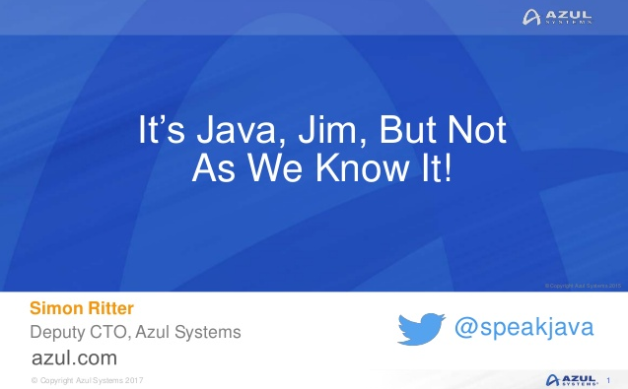 AZUL
SYSTEMS
It's Java, Jim, But Not
As We Know It!
© Copyright Azul Systems 2015
Simon Ritter
Deputy CTO, Azul Systems
azul.com
@speakjava
© Copyright Azul Systems 2017
AZUL
SYSTEMS
1